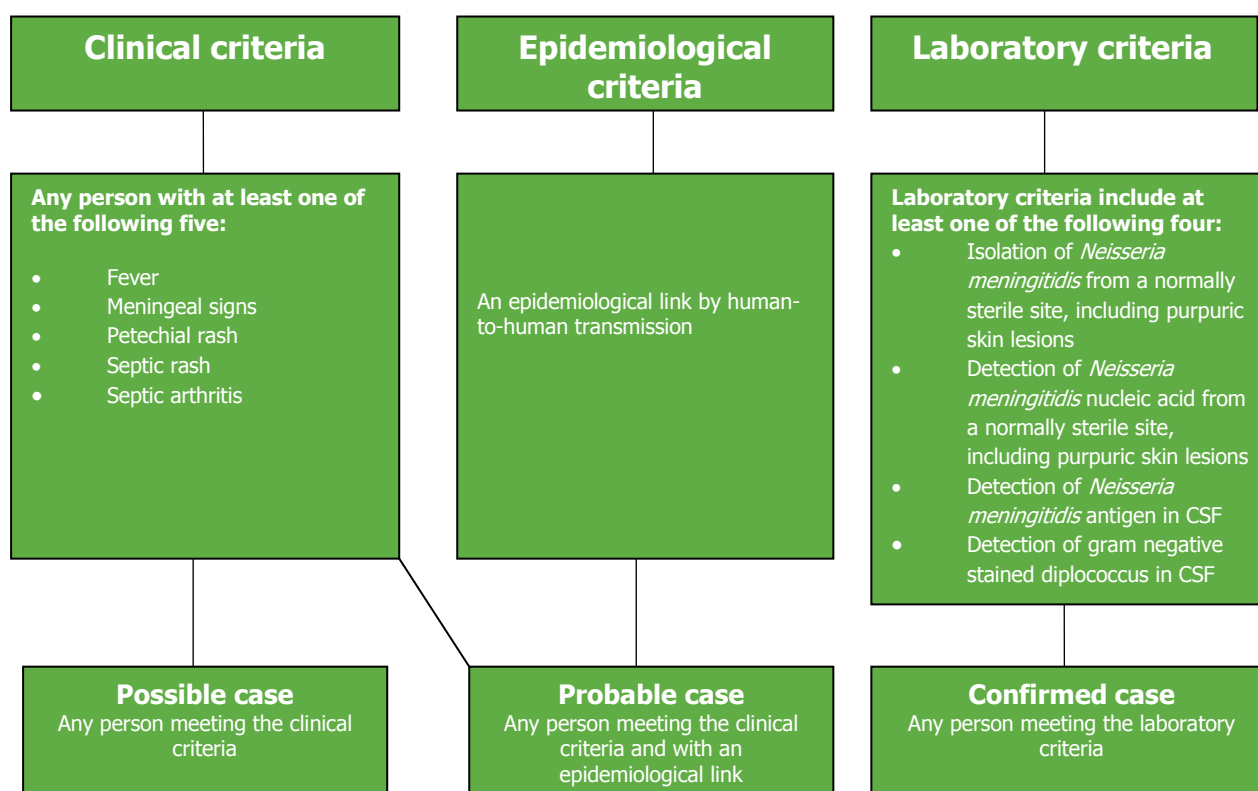 Clinical criteria
Epidemiological
criteria
Laboratory criteria
Any person with at least one of
the following five:
• Fever
• Meningeal signs
• Petechial rash
• Septic rash
• Septic arthritis
An epidemiological link by human-
to-human transmission
Laboratory criteria include at
least one of the following four:
• Isolation of Neisseria
meningitidis from a normally
sterile site, including purpuric
skin lesions
• Detection of Neisseria
meningitidis nucleic acid from
a normally sterile site,
including purpuric skin lesions
• Detection of Neisseria
meningitidis antigen in CSF
• Detection of gram negative
stained diplococcus in CSF
Possible case
Any person meeting the clinical
criteria
Probable case
Any person meeting the clinical
criteria and with an
epidemiological link
Confirmed case
Any person meeting the laboratory
criteria